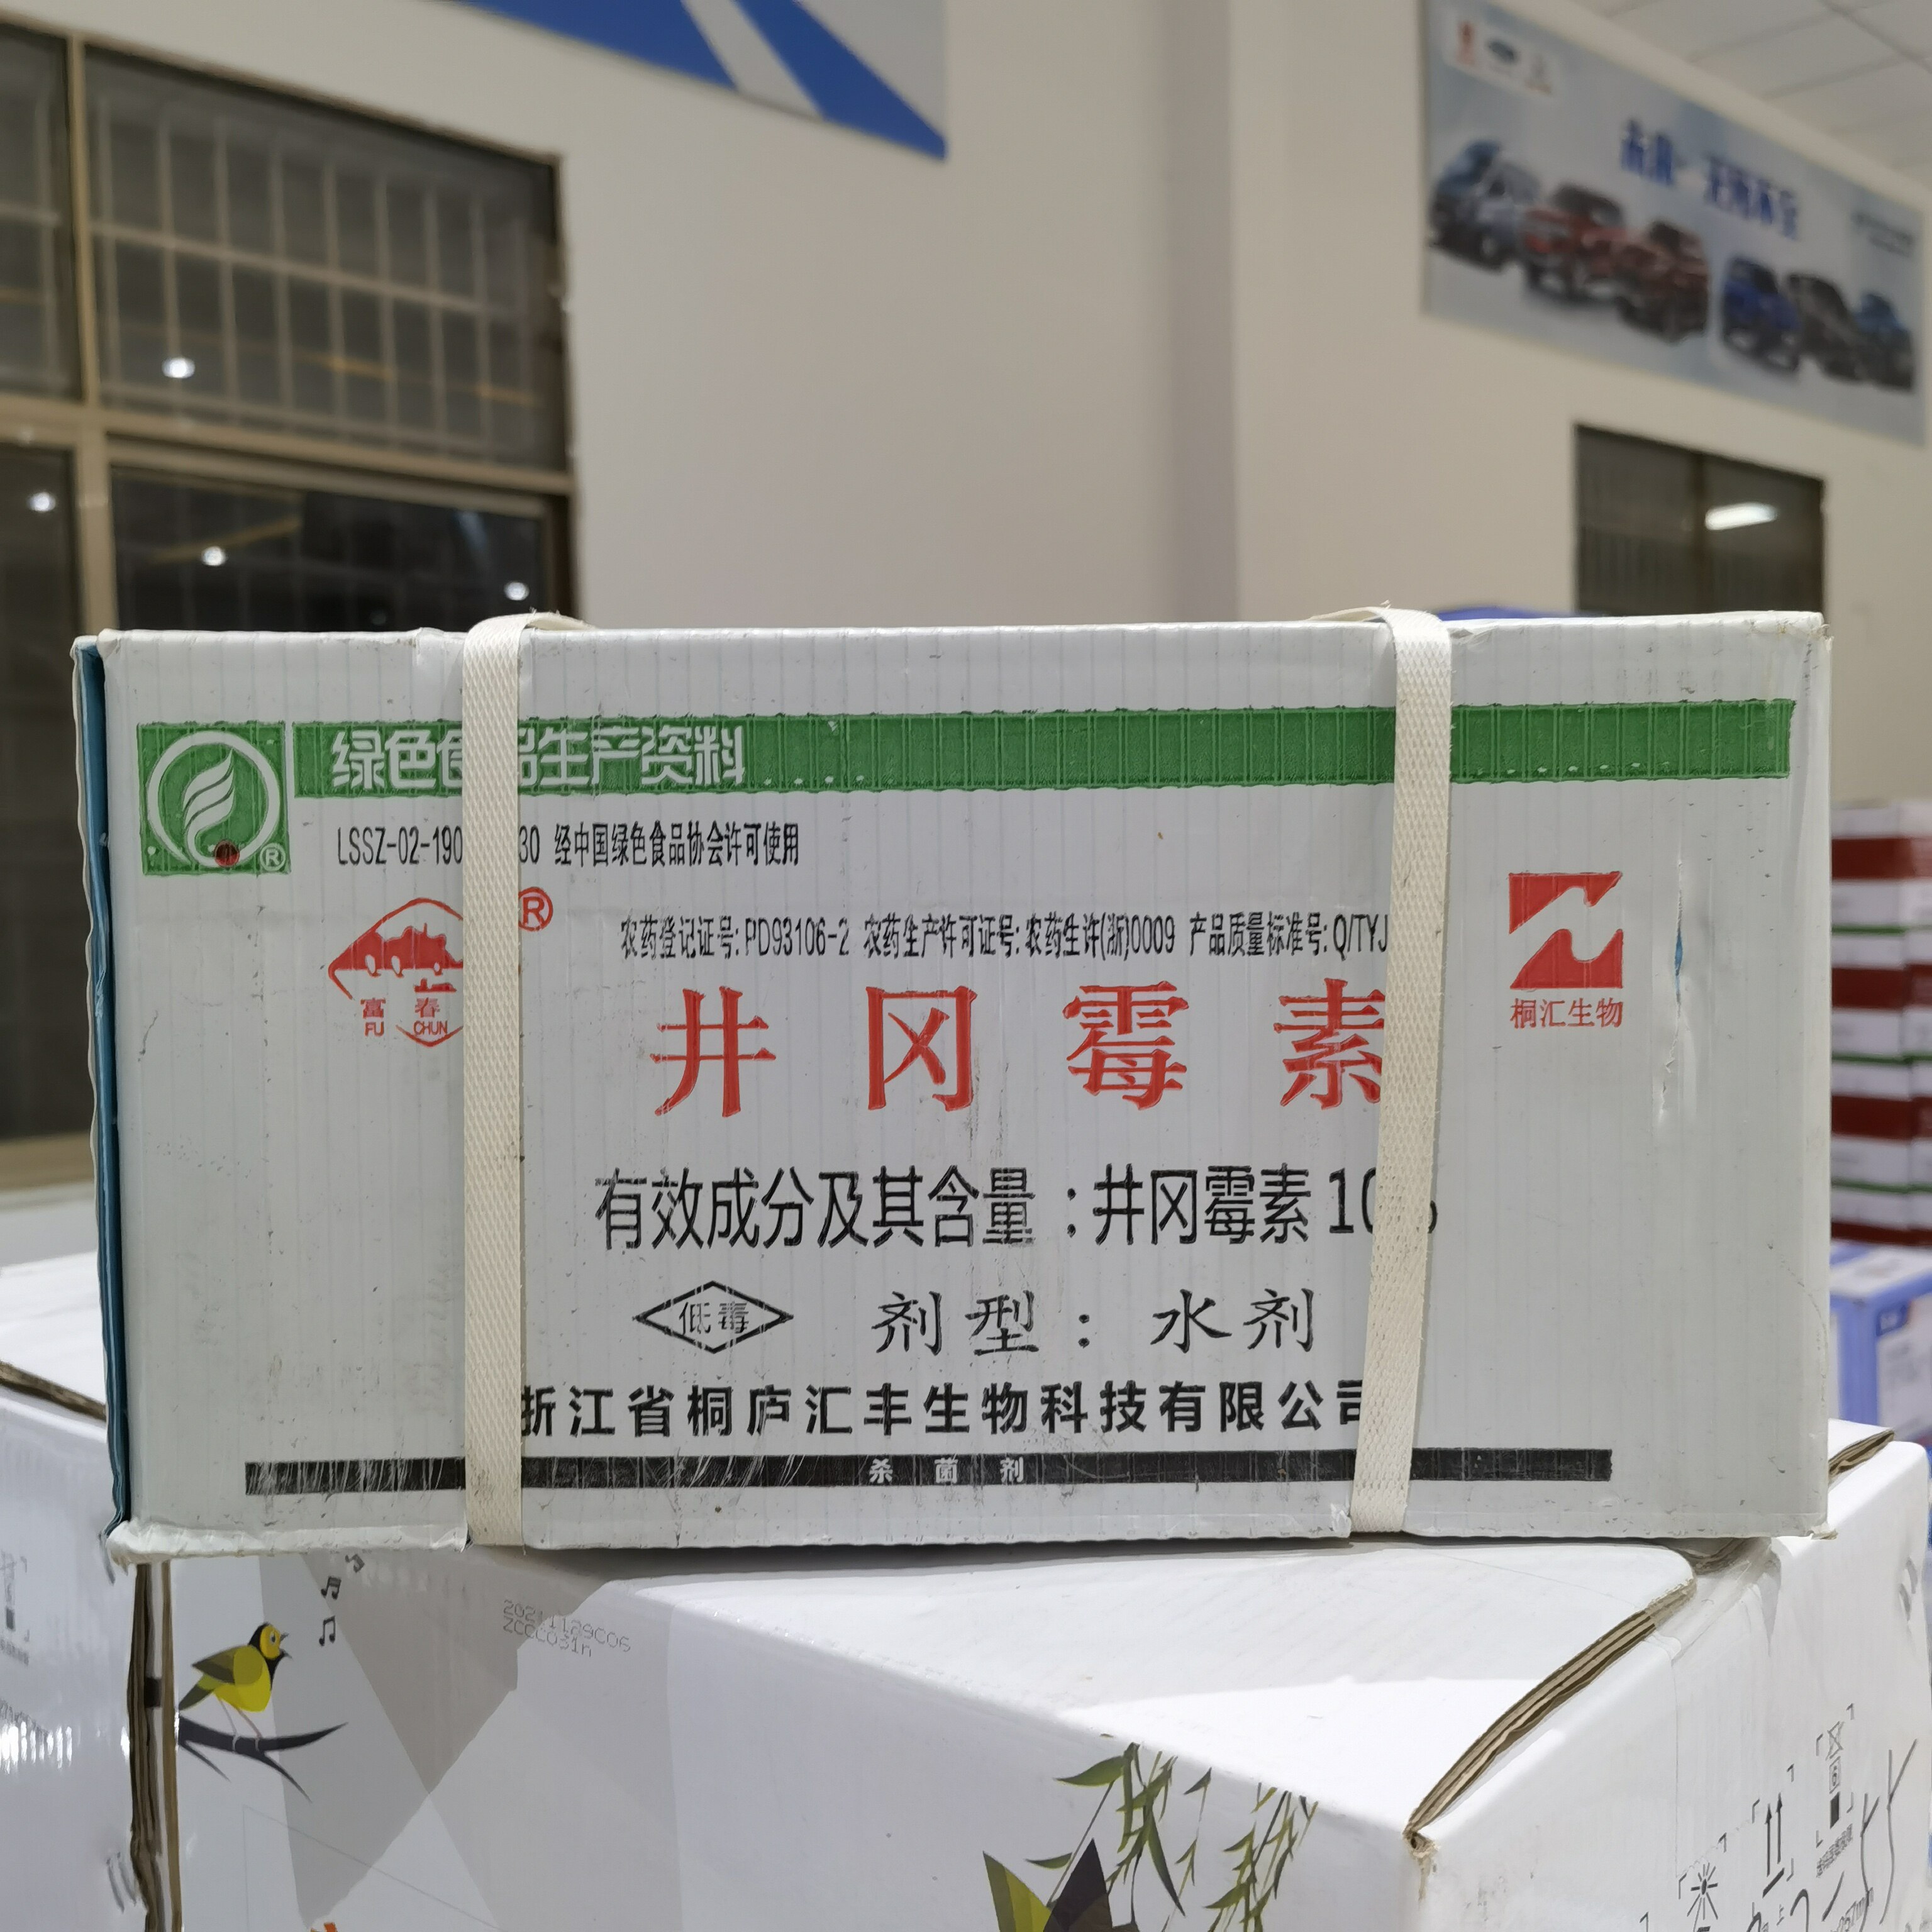 绿色食品生产资料
LSSZ-02-190 30 经中国绿色食品协会许可使用
®
®
农药登记证号: PD93106-2 农药生产许可证号: 农药生许(浙)0009 产品质量标准号: Q/TYJ
富 春
FU CHUN
桐汇生物
井冈霉素
有效成分及其含量:井冈霉素10%
低毒 剂型: 水剂
浙江省桐庐汇丰生物科技有限公司
杀菌剂